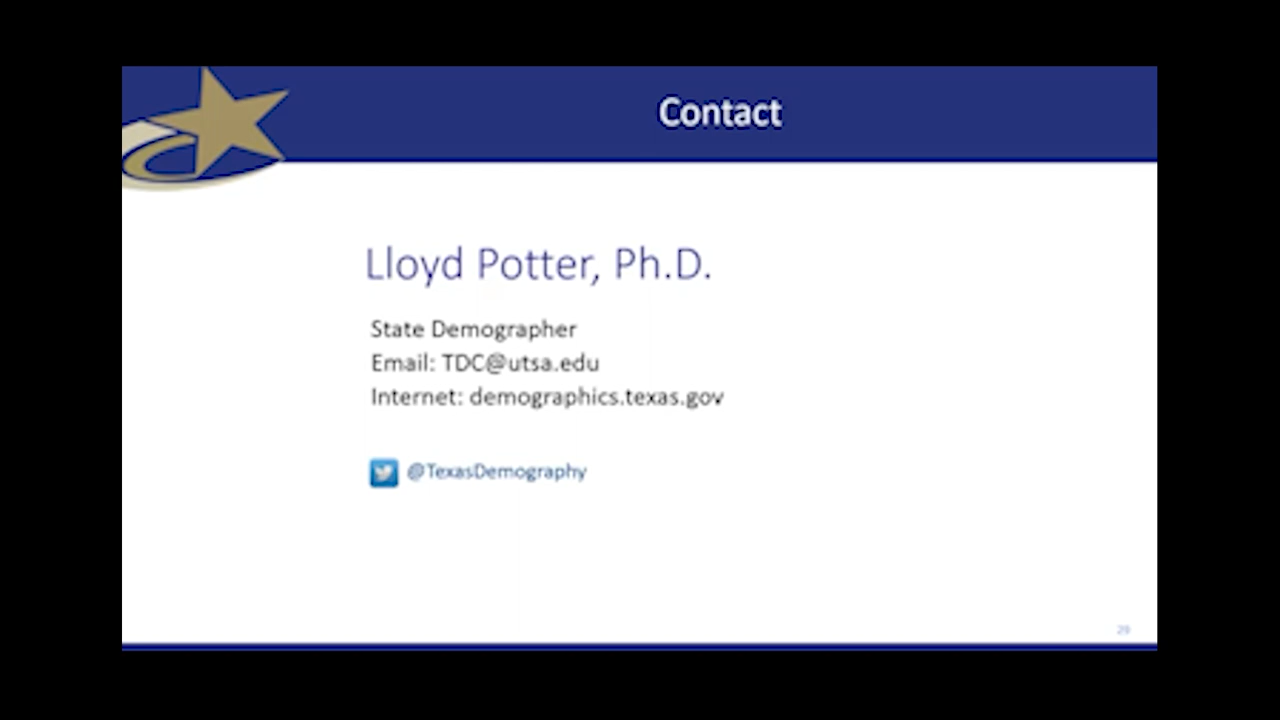 Contact
Lloyd Potter, Ph.D.
State Demographer
Email: TDC@utsa.edu
Internet: demographics.texas.gov
@TexasDemography